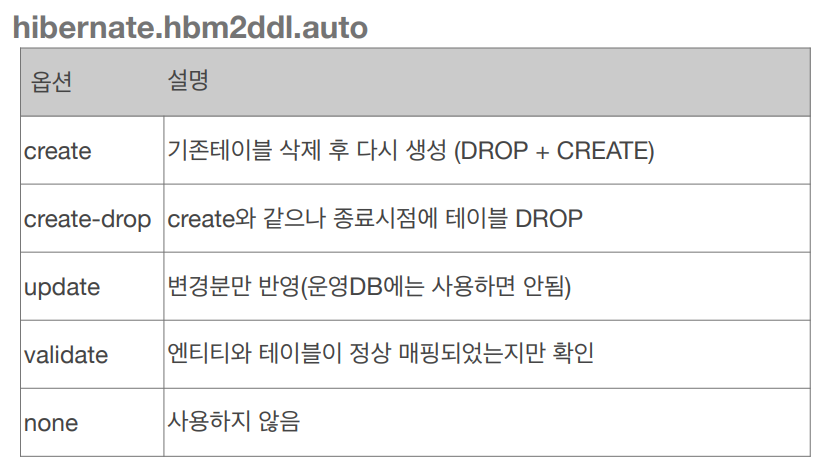 hibernate.hbm2ddl.auto
옵션 설명
create 기존테이블 삭제 후 다시 생성 (DROP + CREATE)
create-drop create와 같으나 종료시점에 테이블 DROP
update 변경분만 반영(운영DB에는 사용하면 안됨)
validate 엔티티와 테이블이 정상 매핑되었는지만 확인
none 사용하지 않음